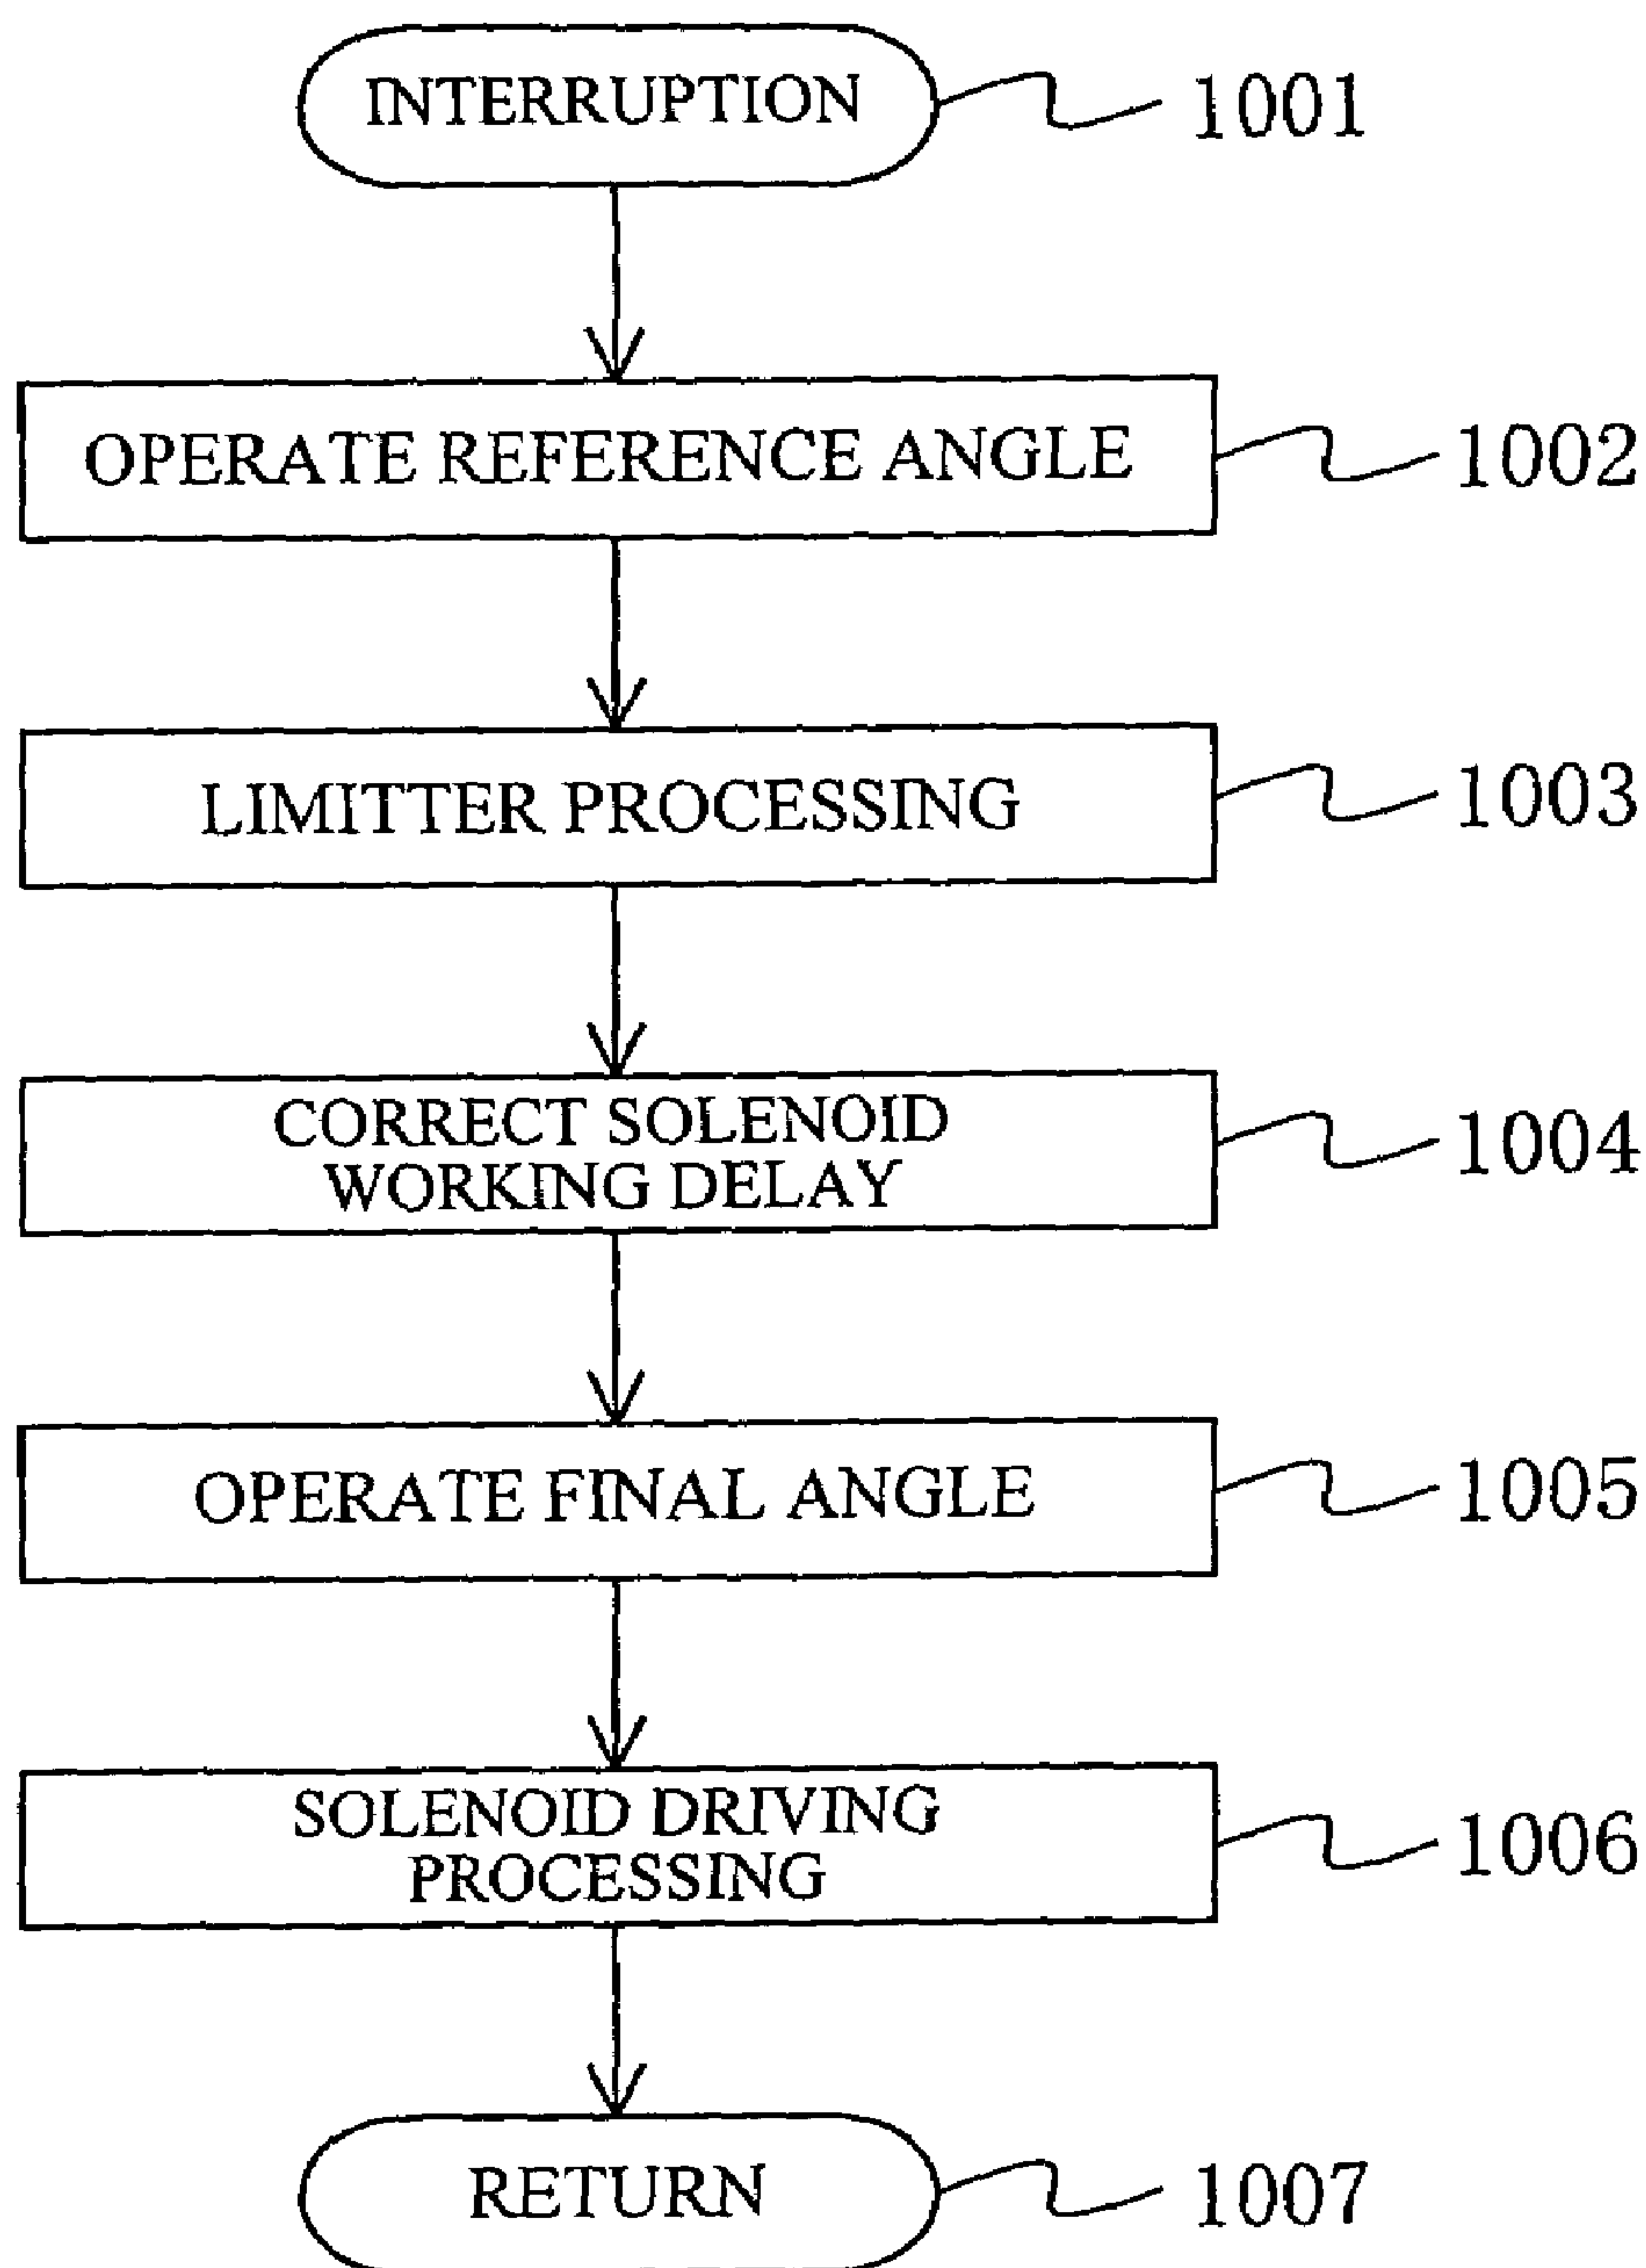 INTERRUPTION 1001
OPERATE REFERENCE ANGLE 1002
LIMITTER PROCESSING 1003
CORRECT SOLENOID
WORKING DELAY 1004
OPERATE FINAL ANGLE 1005
SOLENOID DRIVING
PROCESSING 1006
RETURN 1007